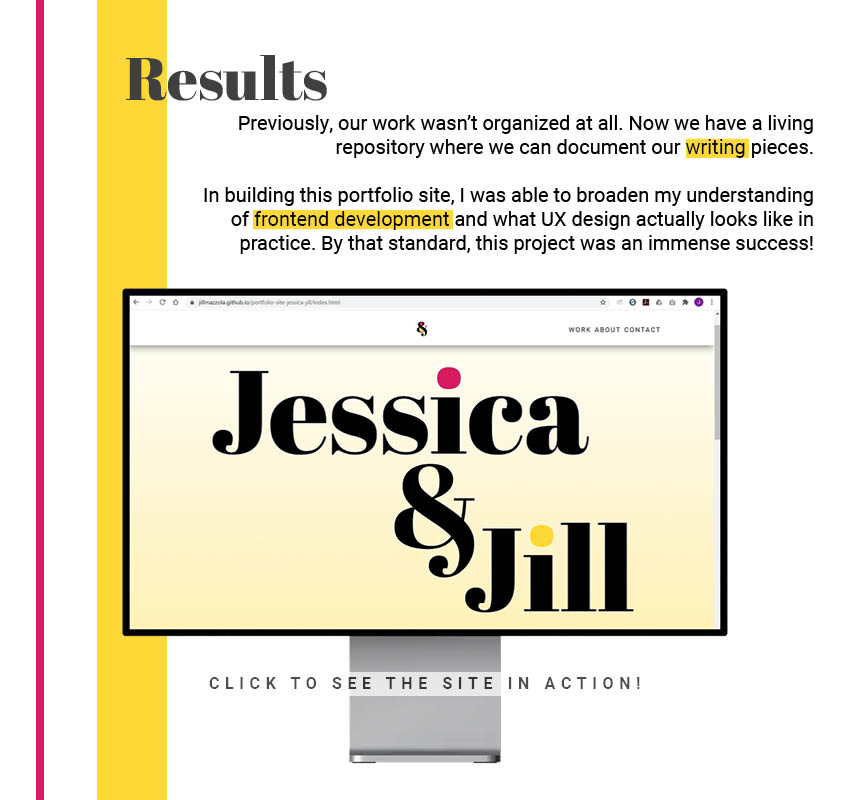 Results
Previously, our work wasn’t organized at all. Now we have a living
repository where we can document our writing pieces.
In building this portfolio site, I was able to broaden my understanding
of frontend development and what UX design actually looks like in
practice. By that standard, this project was an immense success!
jillmazzola.github.io/portfolio-site-jessica-jill/index.html
&
WORK ABOUT CONTACT
Jessica
&
Jill
CLICK TO SEE THE SITE IN ACTION!